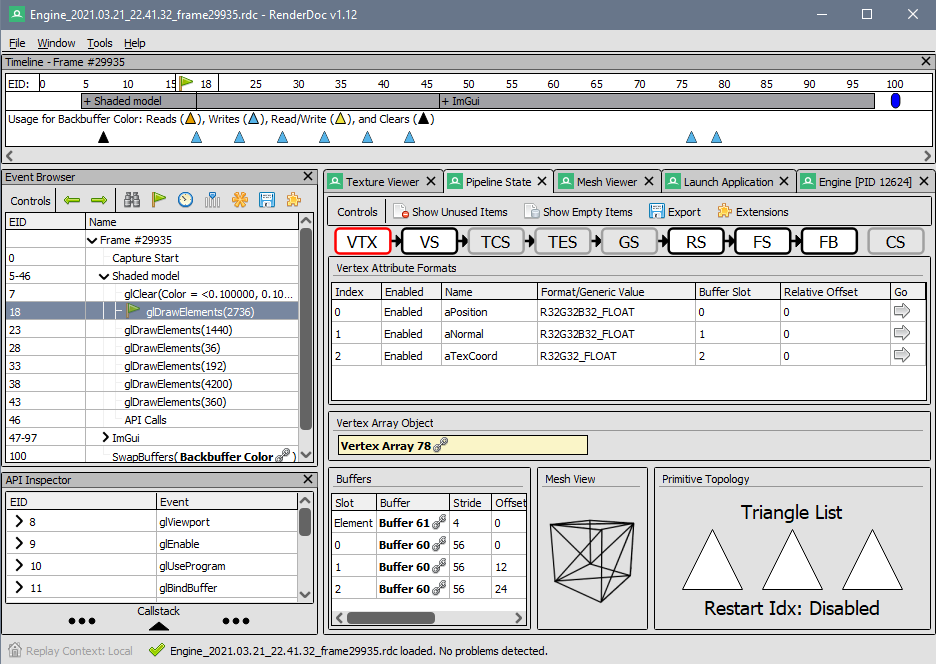 Engine_2021.03.21_22.41.32_frame29935.rdc - RenderDoc v1.12
File Window Tools Help
Timeline - Frame #29935
EID: 0 5 10 15 18 25 30 35 40 45 50 55 60 65 70 75 80 85 90 95 100
+ Shaded model + ImGui
Usage for Backbuffer Color: Reads ( ), Writes ( ), Read/Write ( ), and Clears ( )
Event Browser
Controls
EID Name
Frame #29935
0 Capture Start
5-46 Shaded model
7 glClear(Color = <0.100000, 0.10...
18 glDrawElements(2736)
23 glDrawElements(1440)
28 glDrawElements(36)
33 glDrawElements(192)
38 glDrawElements(4200)
43 glDrawElements(360)
46 API Calls
47-97 ImGui
100 SwapBuffers( Backbuffer Color )
API Inspector
EID Event
8 glViewport
9 glEnable
10 glUseProgram
11 glBindBuffer
Callstack
Texture Viewer Pipeline State Mesh Viewer Launch Application Engine [PID 12624]
Controls Show Unused Items Show Empty Items Export Extensions
VTX VS TCS TES GS RS FS FB CS
Vertex Attribute Formats
Index Enabled Name Format/Generic Value Buffer Slot Relative Offset Go
0 Enabled aPosition R32G32B32_FLOAT 0 0
1 Enabled aNormal R32G32B32_FLOAT 1 0
2 Enabled aTexCoord R32G32_FLOAT 2 0
Vertex Array Object
Vertex Array 78
Buffers
Slot Buffer Stride Offset
Element Buffer 61 4 0
0 Buffer 60 56 0
1 Buffer 60 56 12
2 Buffer 60 56 24
Mesh View
Primitive Topology
Triangle List
Restart Idx: Disabled
Replay Context: Local Engine_2021.03.21_22.41.32_frame29935.rdc loaded. No problems detected.